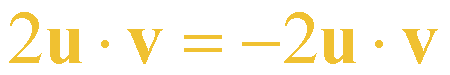 2u · v = −2u · v